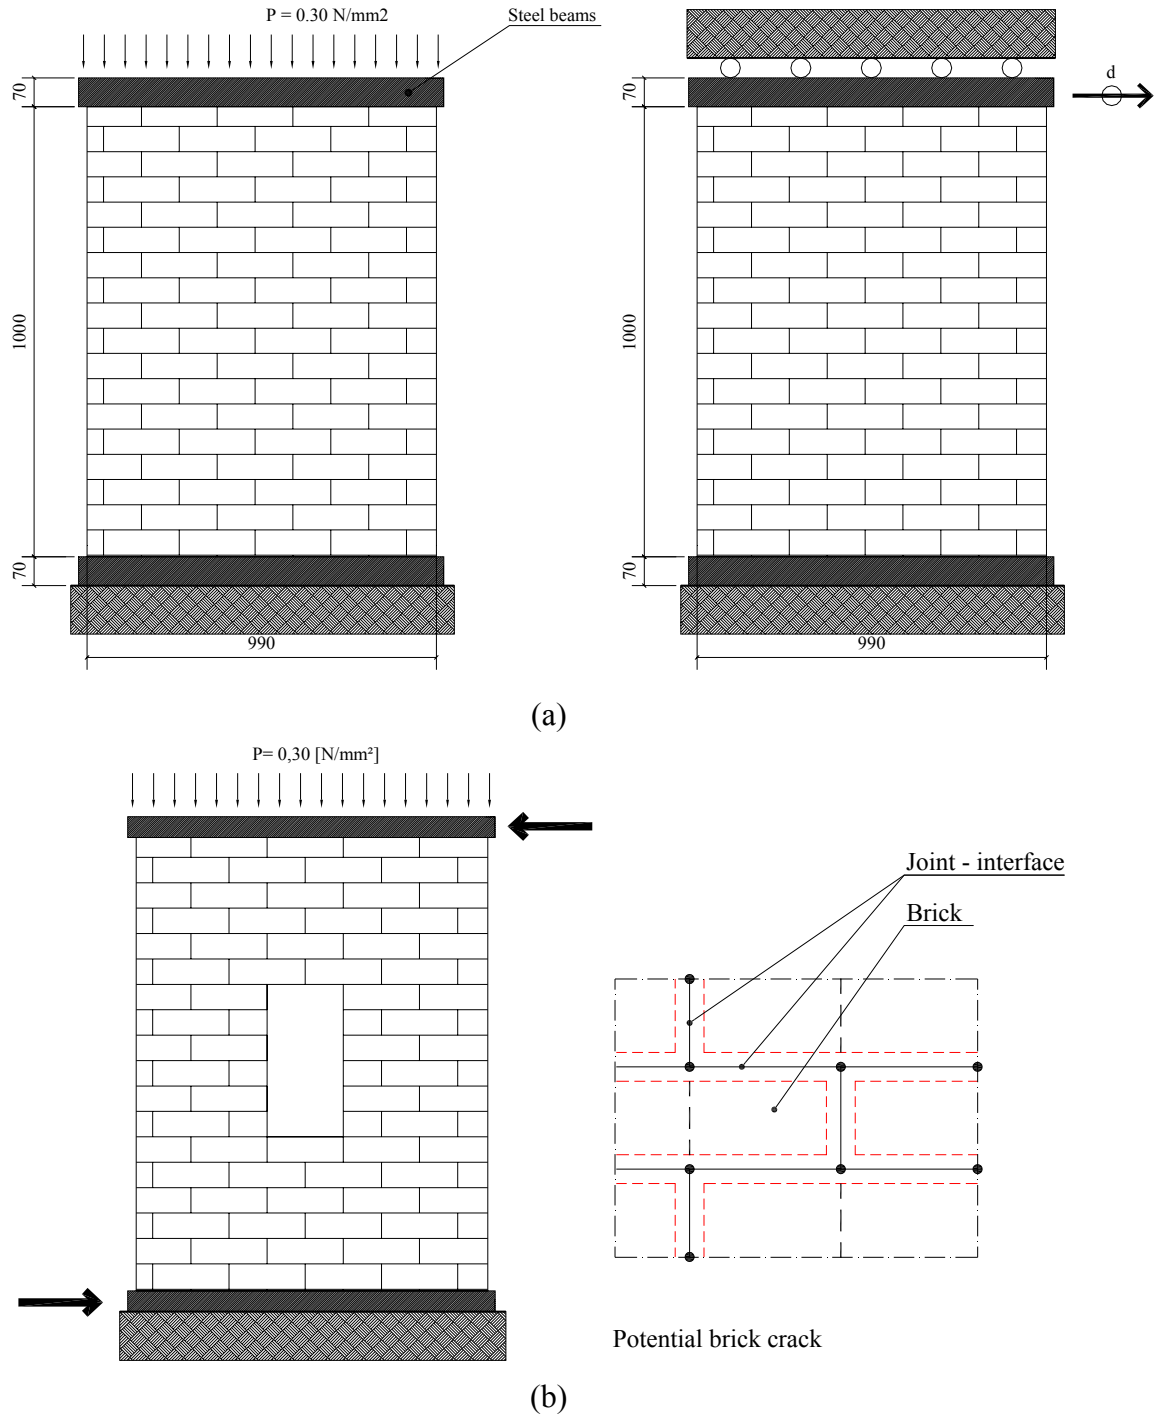 P = 0.30 N/mm2
Steel beams
d
70
1000
70
990
70
1000
70
990
(a)
P= 0,30 [N/mm²]
Joint - interface
Brick
Potential brick crack
(b)